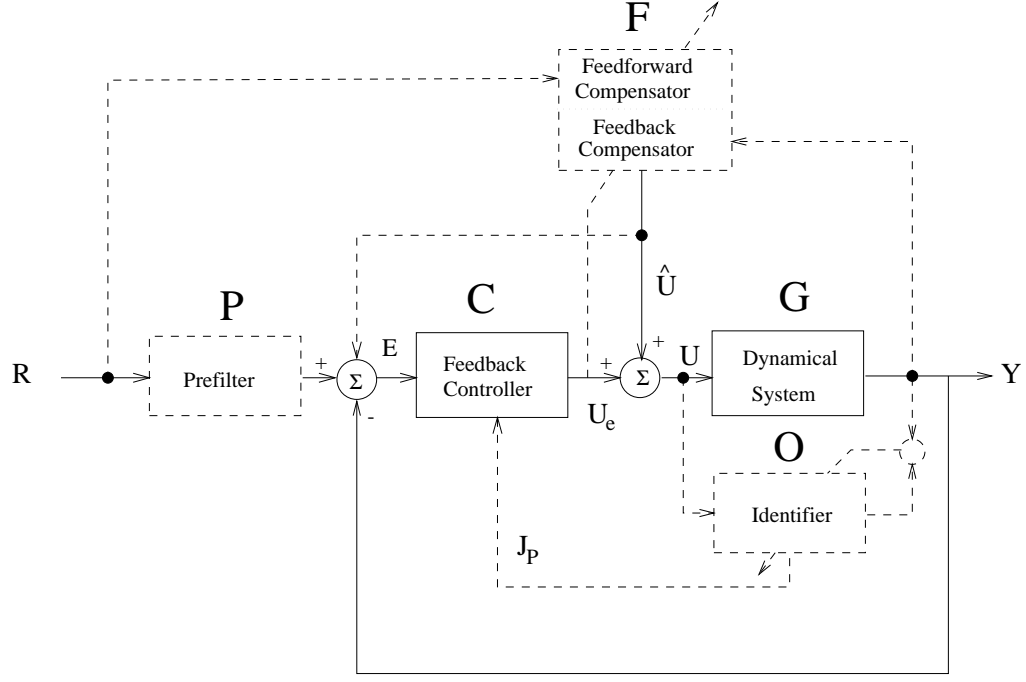 F
Feedforward
Compensator
Feedback
Compensator
Û
P
C
G
R
Prefilter
+
Σ
-
E
Feedback
Controller
U_e
+
+
Σ
U
Dynamical
System
Y
O
Identifier
J_P